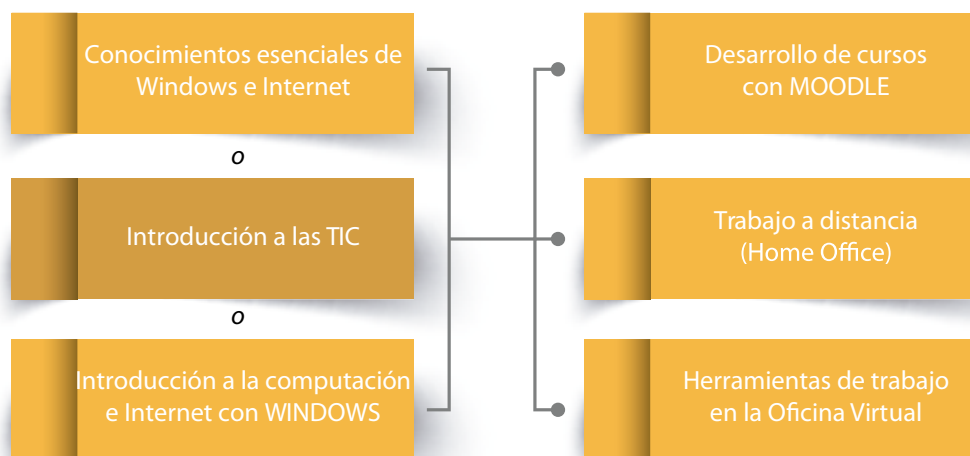 Conocimientos esenciales de
Windows e Internet
o
Introducción a las TIC
o
Introducción a la computación
e Internet con WINDOWS
Desarrollo de cursos
con MOODLE
Trabajo a distancia
(Home Office)
Herramientas de trabajo
en la Oficina Virtual